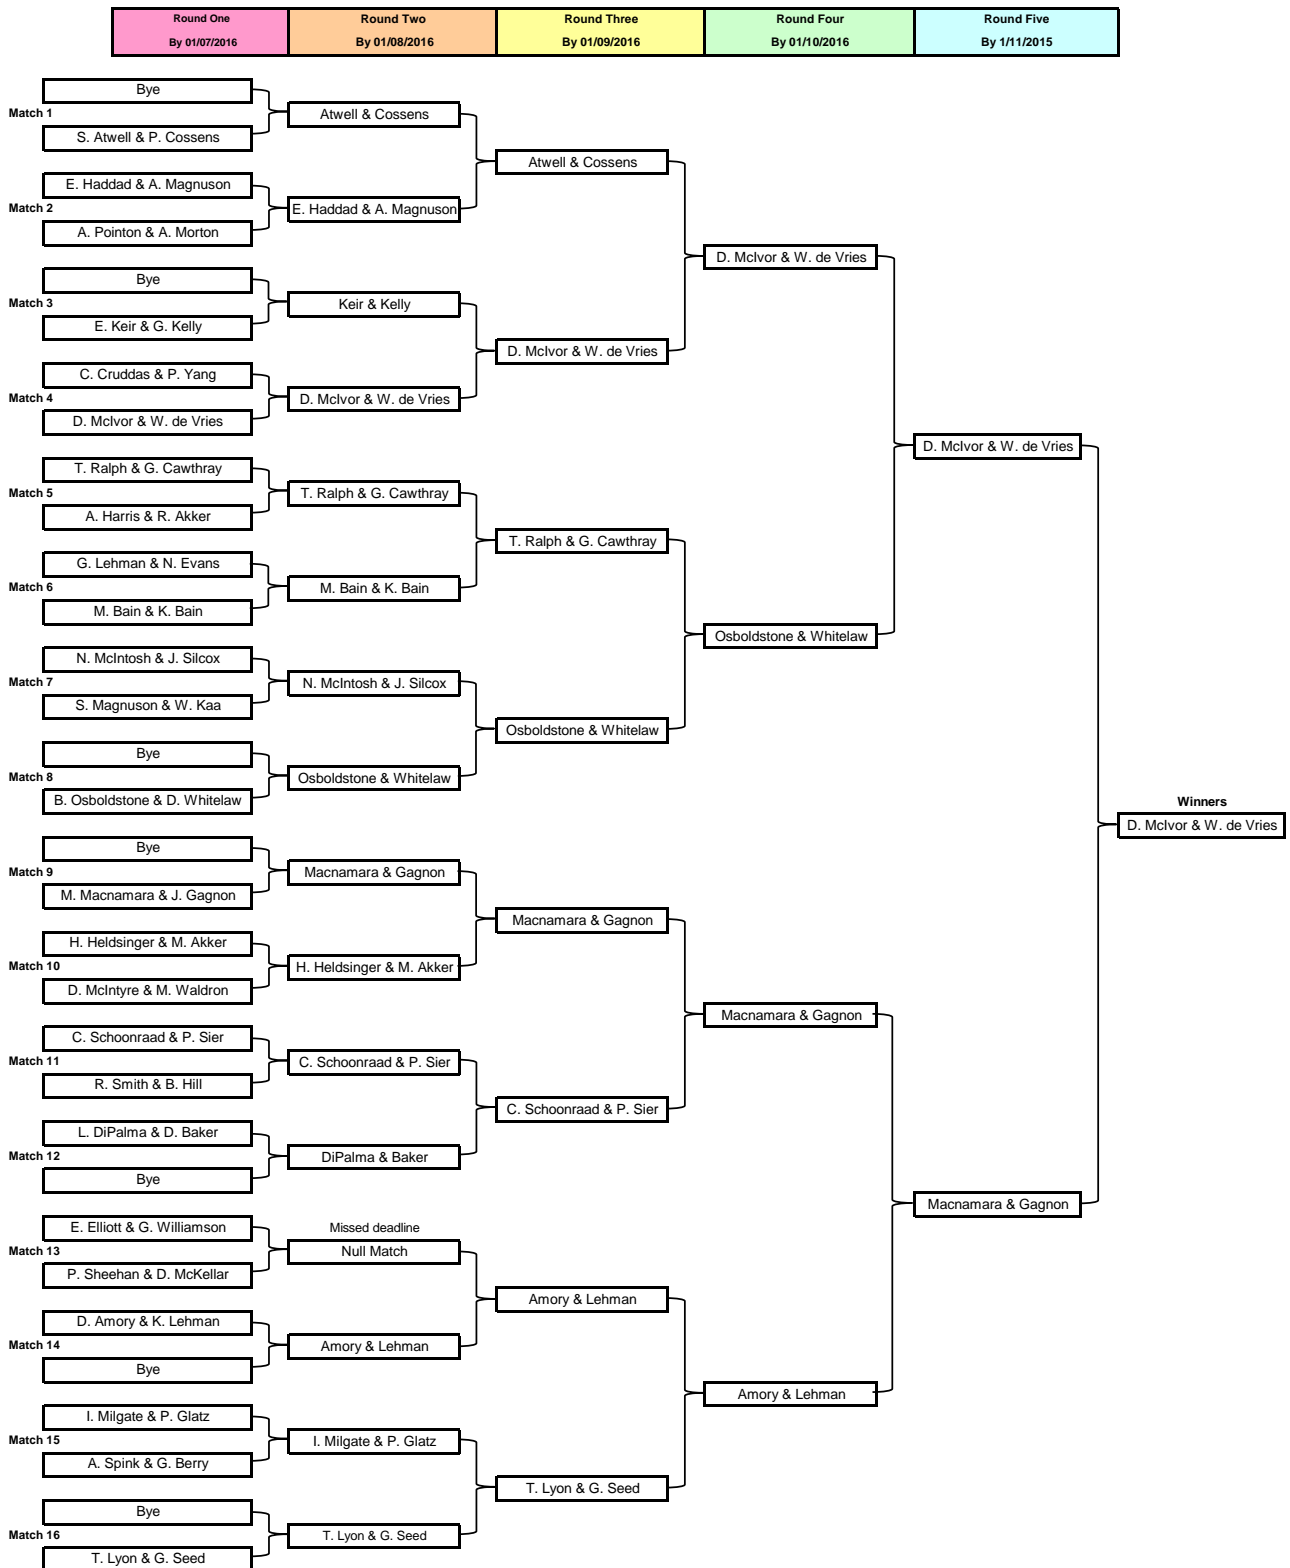 Round One
By 01/07/2016
Round Two
By 01/08/2016
Round Three
By 01/09/2016
Round Four
By 01/10/2016
Round Five
By 1/11/2015
Bye
Match 1
S. Atwell & P. Cossens
E. Haddad & A. Magnuson
Match 2
A. Pointon & A. Morton
Bye
Match 3
E. Keir & G. Kelly
C. Cruddas & P. Yang
Match 4
D. McIvor & W. de Vries
T. Ralph & G. Cawthray
Match 5
A. Harris & R. Akker
G. Lehman & N. Evans
Match 6
M. Bain & K. Bain
N. McIntosh & J. Silcox
Match 7
S. Magnuson & W. Kaa
Bye
Match 8
B. Osboldstone & D. Whitelaw
Bye
Match 9
M. Macnamara & J. Gagnon
H. Heldsinger & M. Akker
Match 10
D. McIntyre & M. Waldron
C. Schoonraad & P. Sier
Match 11
R. Smith & B. Hill
L. DiPalma & D. Baker
Match 12
Bye
E. Elliott & G. Williamson
Match 13
P. Sheehan & D. McKellar
D. Amory & K. Lehman
Match 14
Bye
I. Milgate & P. Glatz
Match 15
A. Spink & G. Berry
Bye
Match 16
T. Lyon & G. Seed
Atwell & Cossens
E. Haddad & A. Magnuson
Keir & Kelly
D. McIvor & W. de Vries
T. Ralph & G. Cawthray
M. Bain & K. Bain
N. McIntosh & J. Silcox
Osboldstone & Whitelaw
Macnamara & Gagnon
H. Heldsinger & M. Akker
C. Schoonraad & P. Sier
DiPalma & Baker
Missed deadline
Null Match
Amory & Lehman
I. Milgate & P. Glatz
T. Lyon & G. Seed
Atwell & Cossens
D. McIvor & W. de Vries
T. Ralph & G. Cawthray
Osboldstone & Whitelaw
Macnamara & Gagnon
C. Schoonraad & P. Sier
Amory & Lehman
T. Lyon & G. Seed
D. McIvor & W. de Vries
Osboldstone & Whitelaw
Macnamara & Gagnon
Amory & Lehman
D. McIvor & W. de Vries
Macnamara & Gagnon
Winners
D. McIvor & W. de Vries